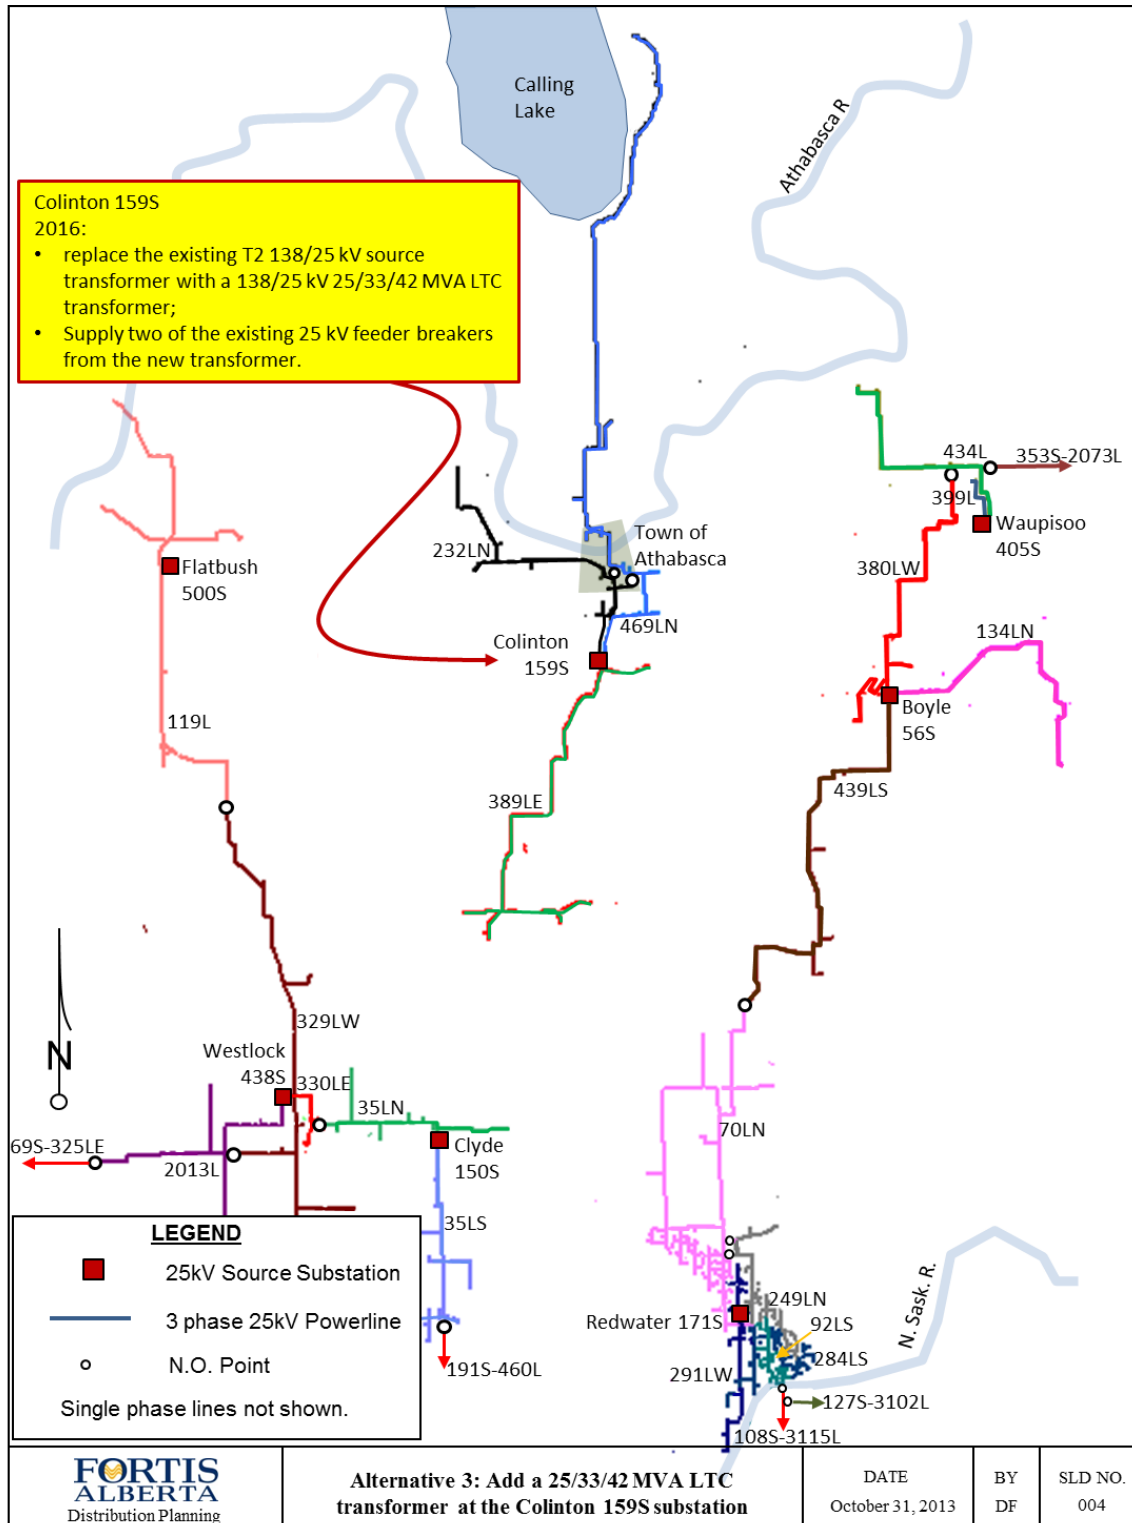 Calling
Lake
Athabasca R
Colinton 159S
2016:
• replace the existing T2 138/25 kV source
transformer with a 138/25 kV 25/33/42 MVA LTC
transformer;
• Supply two of the existing 25 kV feeder breakers
from the new transformer.
434L
353S-2073L
399L
Waupisoo
405S
Town of
Athabasca
232LN
Flatbush
500S
380LW
469LN
134LN
Colinton
159S
Boyle
56S
119L
439LS
389LE
329LW
N
Westlock
438S
330LE
35LN
70LN
69S-325LE
2013L
Clyde
150S
35LS
LEGEND
25kV Source Substation
3 phase 25kV Powerline
N.O. Point
Single phase lines not shown.
191S-460L
N. Sask. R.
249LN
Redwater 171S
92LS
284LS
291LW
127S-3102L
108S-3115L
FORTIS
ALBERTA
Distribution Planning
Alternative 3: Add a 25/33/42 MVA LTC
transformer at the Colinton 159S substation
DATE
October 31, 2013
BY
DF
SLD NO.
004